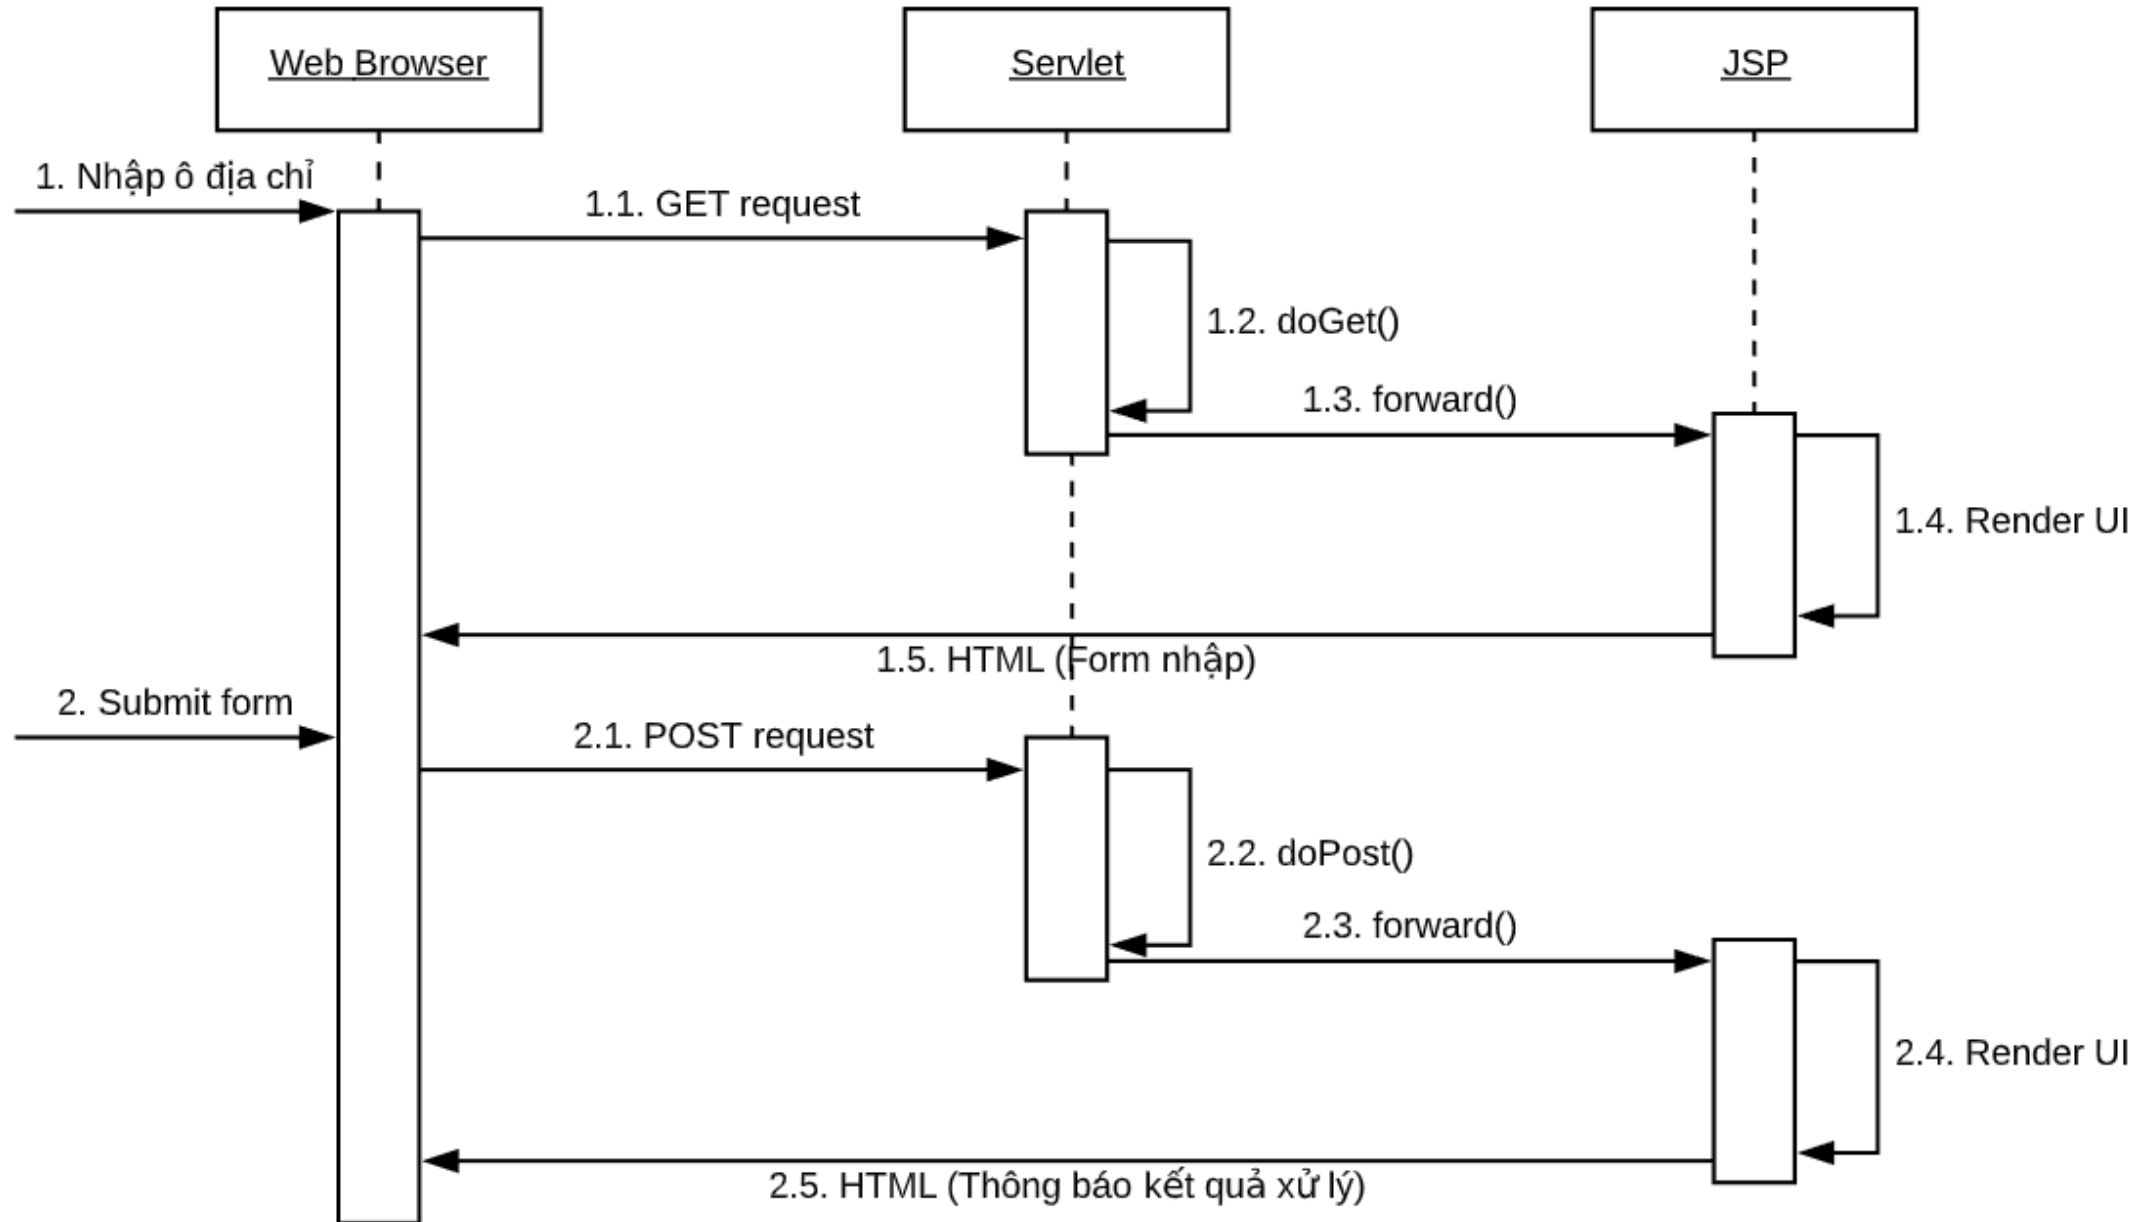 Web Browser
Servlet
JSP
1. Nhập ô địa chỉ
1.1. GET request
1.2. doGet()
1.3. forward()
1.4. Render UI
1.5. HTML (Form nhập)
2. Submit form
2.1. POST request
2.2. doPost()
2.3. forward()
2.4. Render UI
2.5. HTML (Thông báo kết quả xử lý)